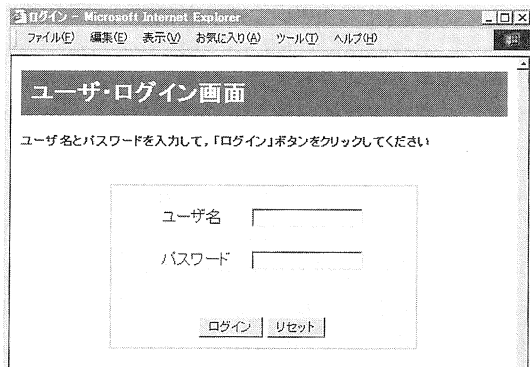 ログイン - Microsoft Internet Explorer
ファイル(F) 編集(E) 表示(V) お気に入り(A) ツール(T) ヘルプ(H)
ユーザ・ログイン画面
ユーザ名とパスワードを入力して，「ログイン」ボタンをクリックしてください
ユーザ名
パスワード
ログイン リセット